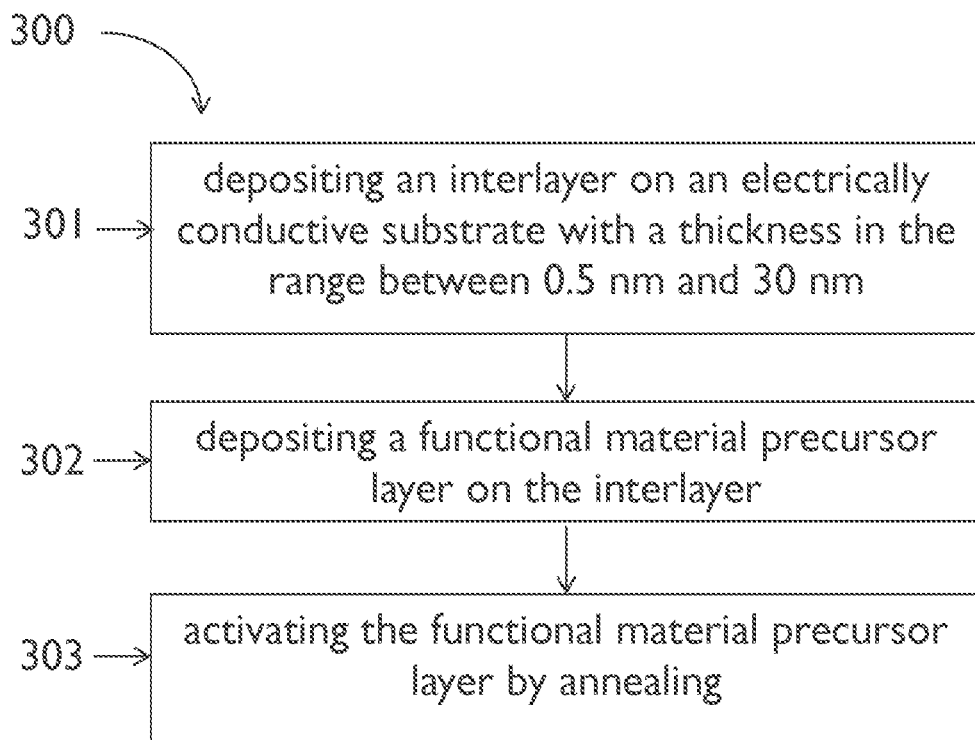 300
301
depositing an interlayer on an electrically
conductive substrate with a thickness in the
range between 0.5 nm and 30 nm
302
depositing a functional material precursor
layer on the interlayer
303
activating the functional material precursor
layer by annealing